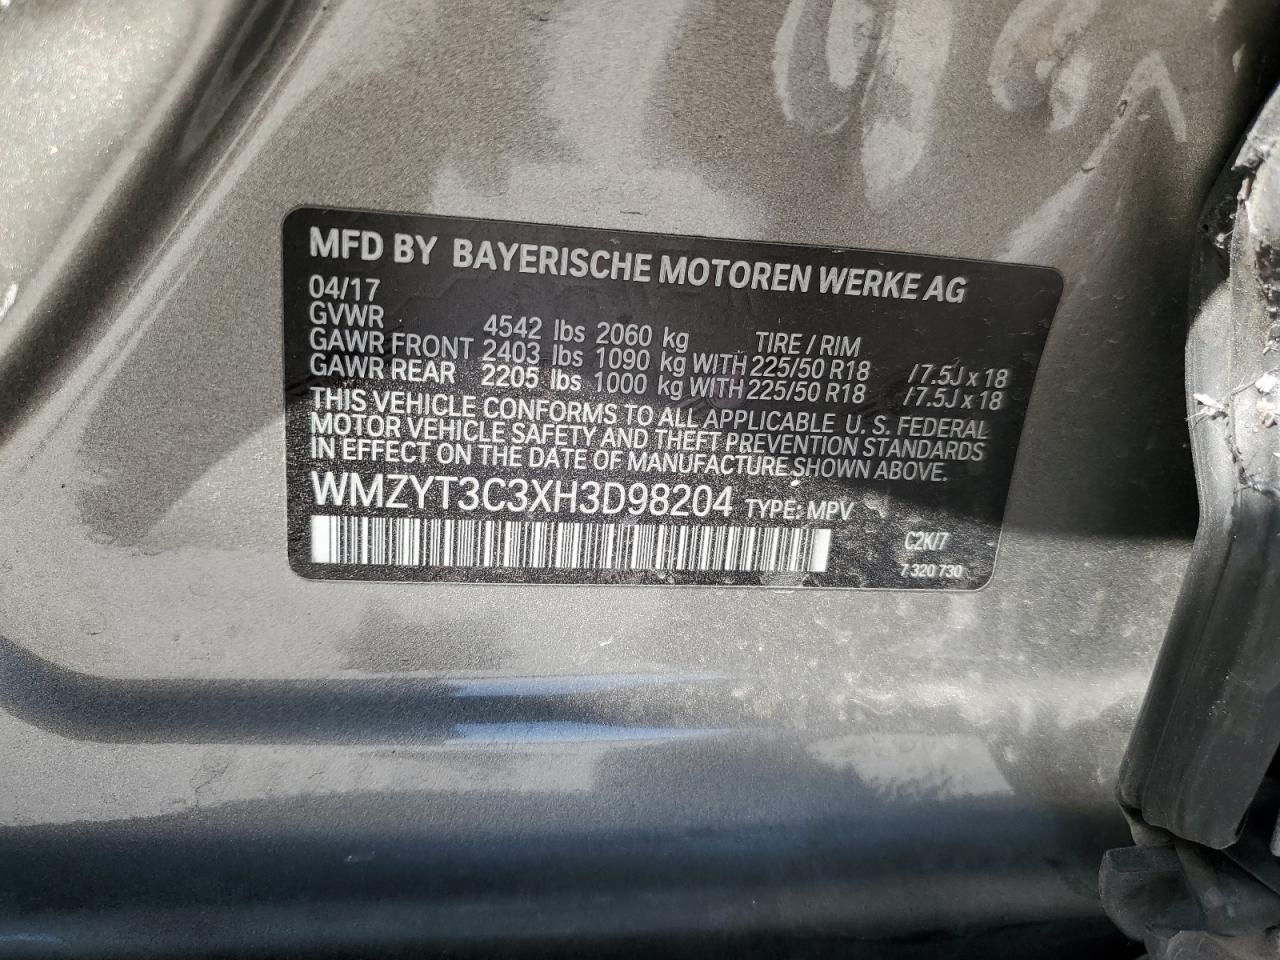 MFD BY BAYERISCHE MOTOREN WERKE AG
04/17
GVWR 4542 lbs 2060 kg TIRE / RIM
GAWR FRONT 2403 lbs 1090 kg WITH 225/50 R18 / 7.5J x 18
GAWR REAR 2205 lbs 1000 kg WITH 225/50 R18 / 7.5J x 18
THIS VEHICLE CONFORMS TO ALL APPLICABLE U. S. FEDERAL
MOTOR VEHICLE SAFETY AND THEFT PREVENTION STANDARDS
IN EFFECT ON THE DATE OF MANUFACTURE SHOWN ABOVE.
WMZYT3C3XH3D98204 TYPE: MPV
C2K/7
7 320 730